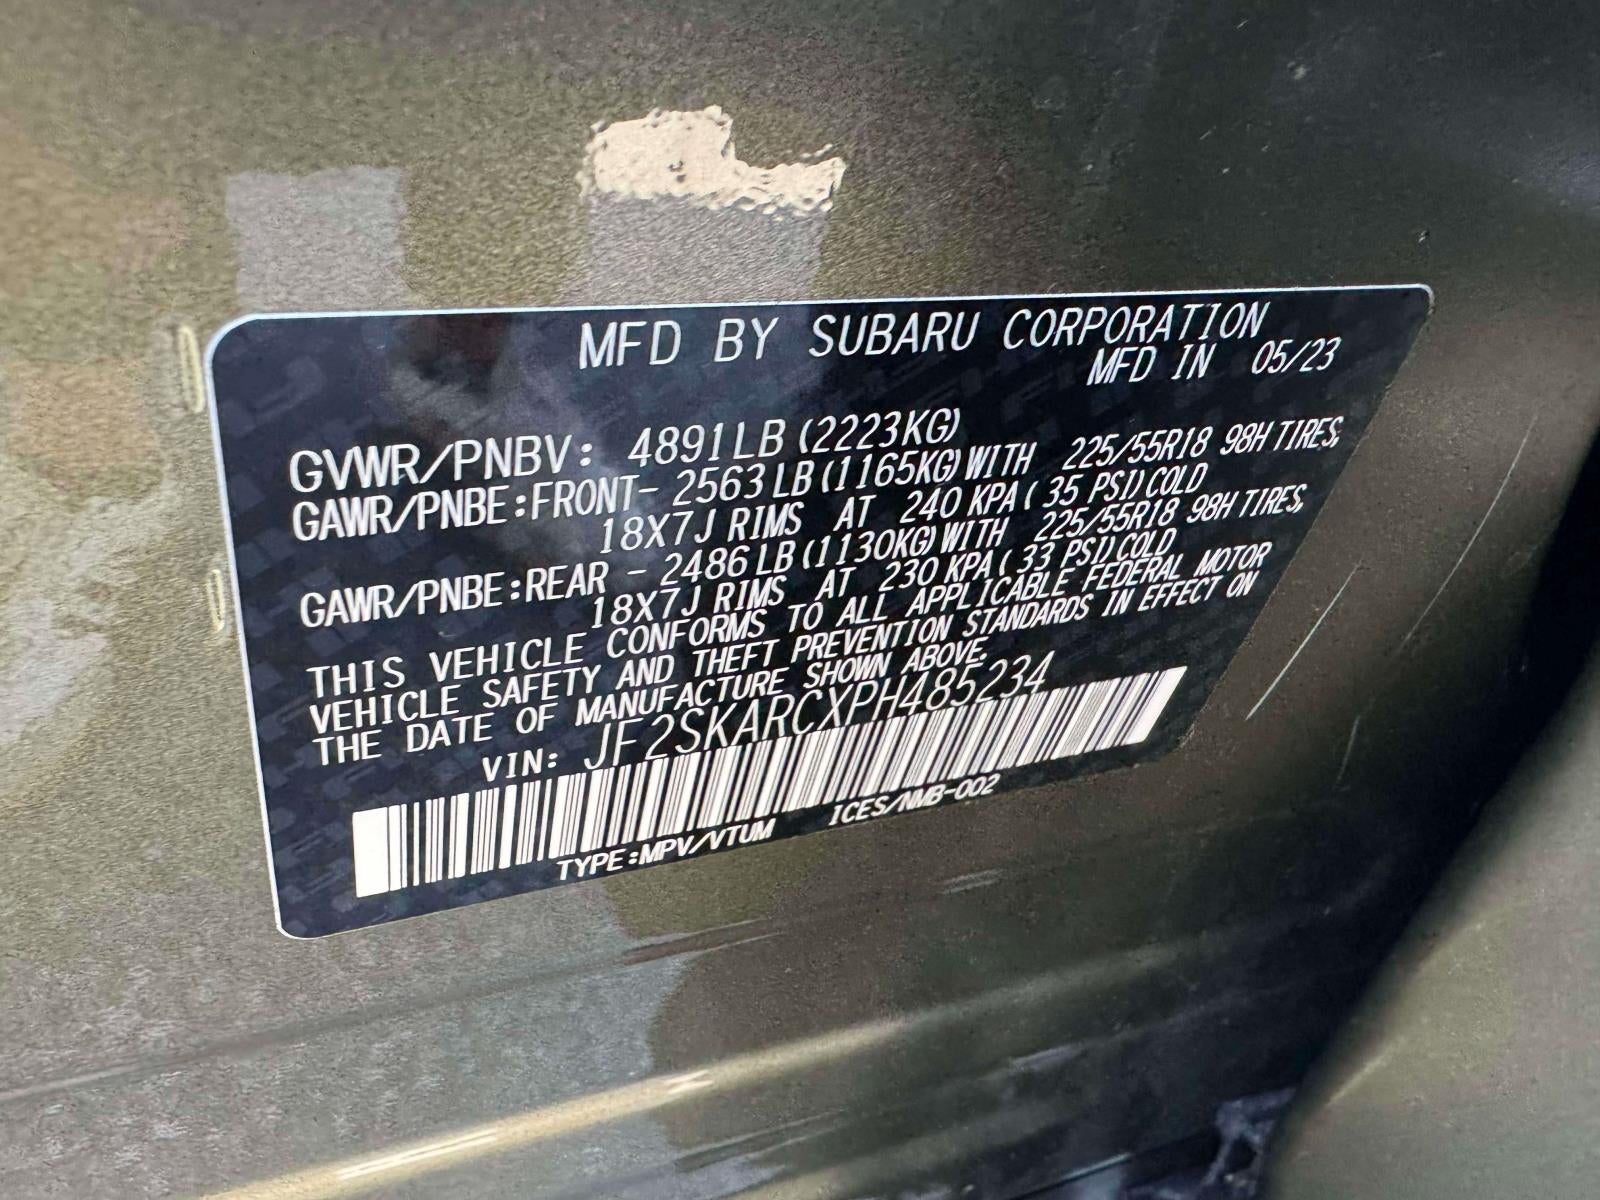 MFD BY SUBARU CORPORATION
MFD IN 05/23
GVWR/PNBV: 4891LB (2223KG)
GAWR/PNBE:FRONT- 2563LB(1165KG)WITH 225/55R18 98H TIRES,
18X7J RIMS AT 240 KPA( 35 PSI)COLD
GAWR/PNBE:REAR - 2486LB(1130KG)WITH 225/55R18 98H TIRES,
18X7J RIMS AT 230 KPA( 33 PSI)COLD
THIS VEHICLE CONFORMS TO ALL APPLICABLE FEDERAL MOTOR
VEHICLE SAFETY AND THEFT PREVENTION STANDARDS IN EFFECT ON
THE DATE OF MANUFACTURE SHOWN ABOVE.
VIN: JF2SKARCXPH485234
TYPE:MPV/VTUM ICES/NMB-002